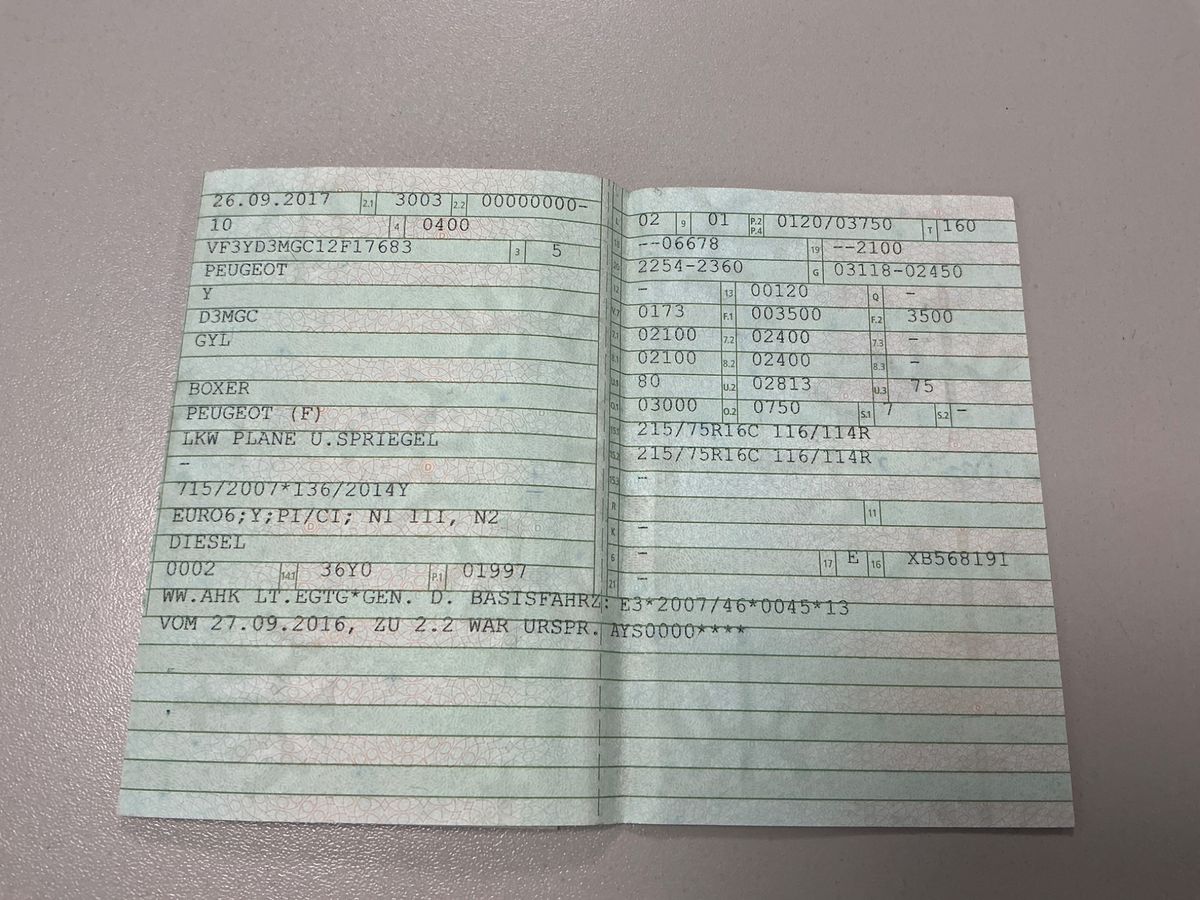 26.09.2017 2.1 3003 2.2 00000000-
10 4 0400
VF3YD3MGC12F17683 3 5
PEUGEOT
Y
D3MGC
GYL
BOXER
PEUGEOT (F)
LKW PLANE U.SPRIEGEL
-
715/2007*136/2014Y
EURO6;Y;PI/CI; N1 III, N2
DIESEL
0002 14.1 36Y0 P.1 01997
02 9 01 P.2 P.4 0120/03750 T 160
--06678 19 --2100
2254-2360 G 03118-02450
- 13 00120 Q -
0173 F.1 003500 F.2 3500
02100 7.2 02400 7.3 -
02100 8.2 02400 8.3 -
80 U.2 02813 U.3 75
03000 O.2 0750 S.1 7 S.2 -
215/75R16C 116/114R
215/75R16C 116/114R
-
R 11
K -
6 - 17 E 16 XB568191
21 -
WW.AHK LT.EGTG*GEN. D. BASISFAHRZ: E3*2007/46*0045*13
VOM 27.09.2016, ZU 2.2 WAR URSPR. AYS0000****